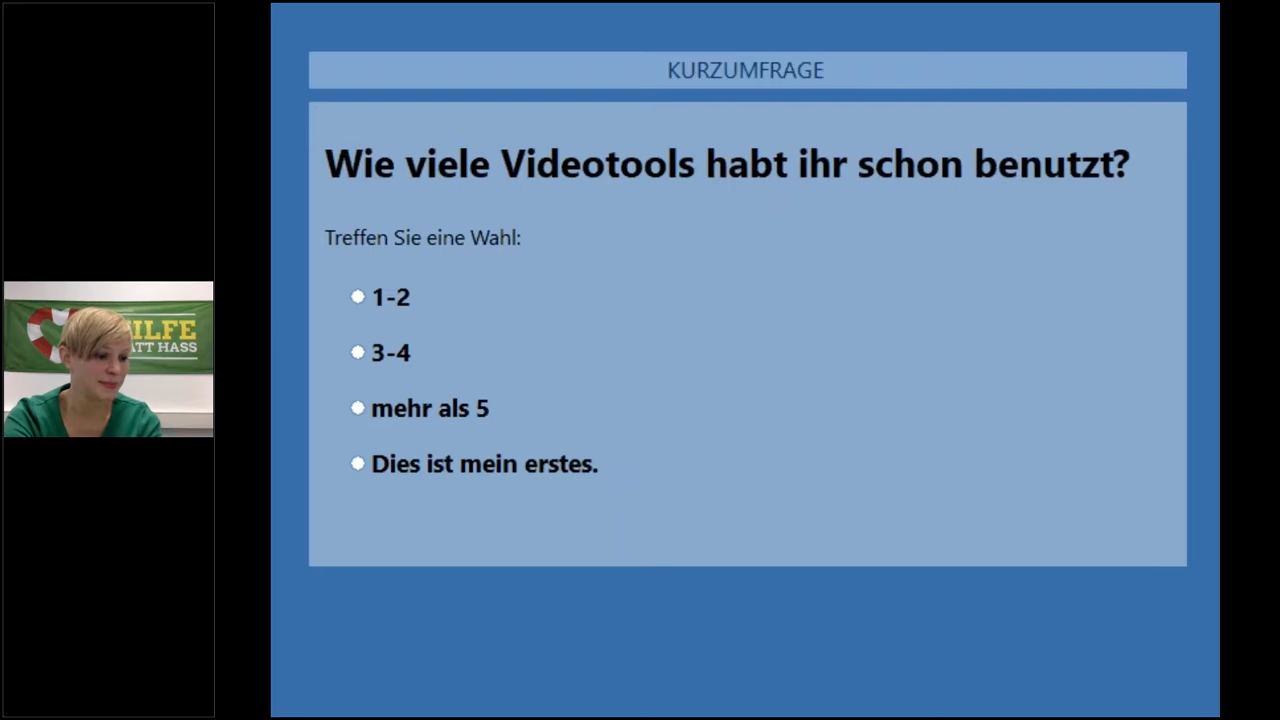 KURZUMFRAGE
Wie viele Videotools habt ihr schon benutzt?
Treffen Sie eine Wahl:
1-2
3-4
mehr als 5
Dies ist mein erstes.
HASS